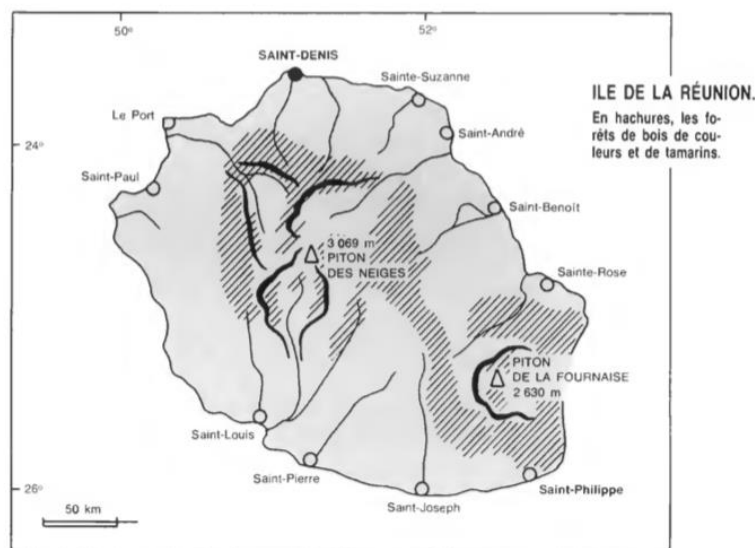 50°
52°
SAINT-DENIS
Sainte-Suzanne
Le Port
Saint-André
24°
Saint-Paul
Saint-Benoît
3 069 m
PITON
DES NEIGES
Sainte-Rose
PITON
DE LA FOURNAISE
2 630 m
Saint-Louis
Saint-Pierre
Saint-Philippe
26°
Saint-Joseph
50 km
ILE DE LA RÉUNION.
En hachures, les fo-
rêts de bois de cou-
leurs et de tamarins.